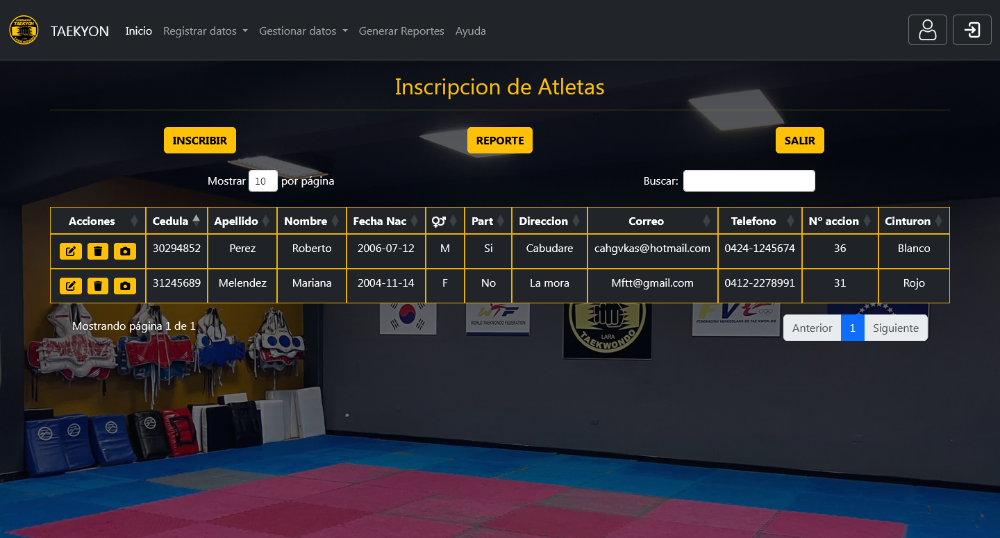 GIMNASIO
TAEKYON
TAEKWONDO
TAEKYON Inicio Registrar datos Gestionar datos Generar Reportes Ayuda
Inscripcion de Atletas
INSCRIBIR REPORTE SALIR
Mostrar 10 por página Buscar:
Acciones Cedula Apellido Nombre Fecha Nac Part Direccion Correo Telefono N° accion Cinturon
30294852 Perez Roberto 2006-07-12 M Si Cabudare cahgvkas@hotmail.com 0424-1245674 36 Blanco
31245689 Melendez Mariana 2004-11-14 F No La mora Mftt@gmail.com 0412-2278991 31 Rojo
WTF
WORLD TAEKWONDO FEDERATION
LARA
TAEKWONDO
FEDERACIÓN VENEZOLANA DE TAE KWON DO
Mostrando página 1 de 1 Anterior 1 Siguiente